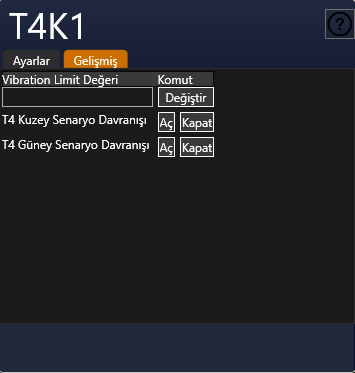 T4K1
?
Ayarlar Gelişmiş
Vibration Limit Değeri Komut
Değiştir
T4 Kuzey Senaryo Davranışı Aç Kapat
T4 Güney Senaryo Davranışı Aç Kapat